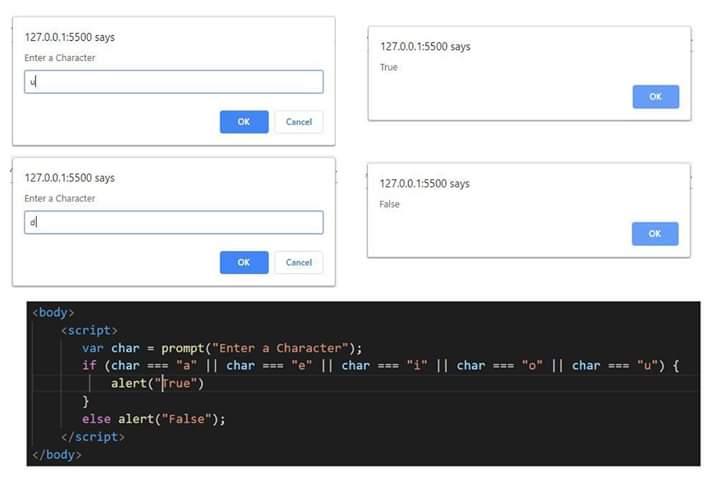 127.0.0.1:5500 says
Enter a Character
u
OK Cancel
127.0.0.1:5500 says
True
OK
127.0.0.1:5500 says
Enter a Character
d
OK Cancel
127.0.0.1:5500 says
False
OK
<body>
<script>
var char = prompt("Enter a Character");
if (char === "a" || char === "e" || char === "i" || char === "o" || char === "u") {
alert("True")
}
else alert("False");
</script>
</body>